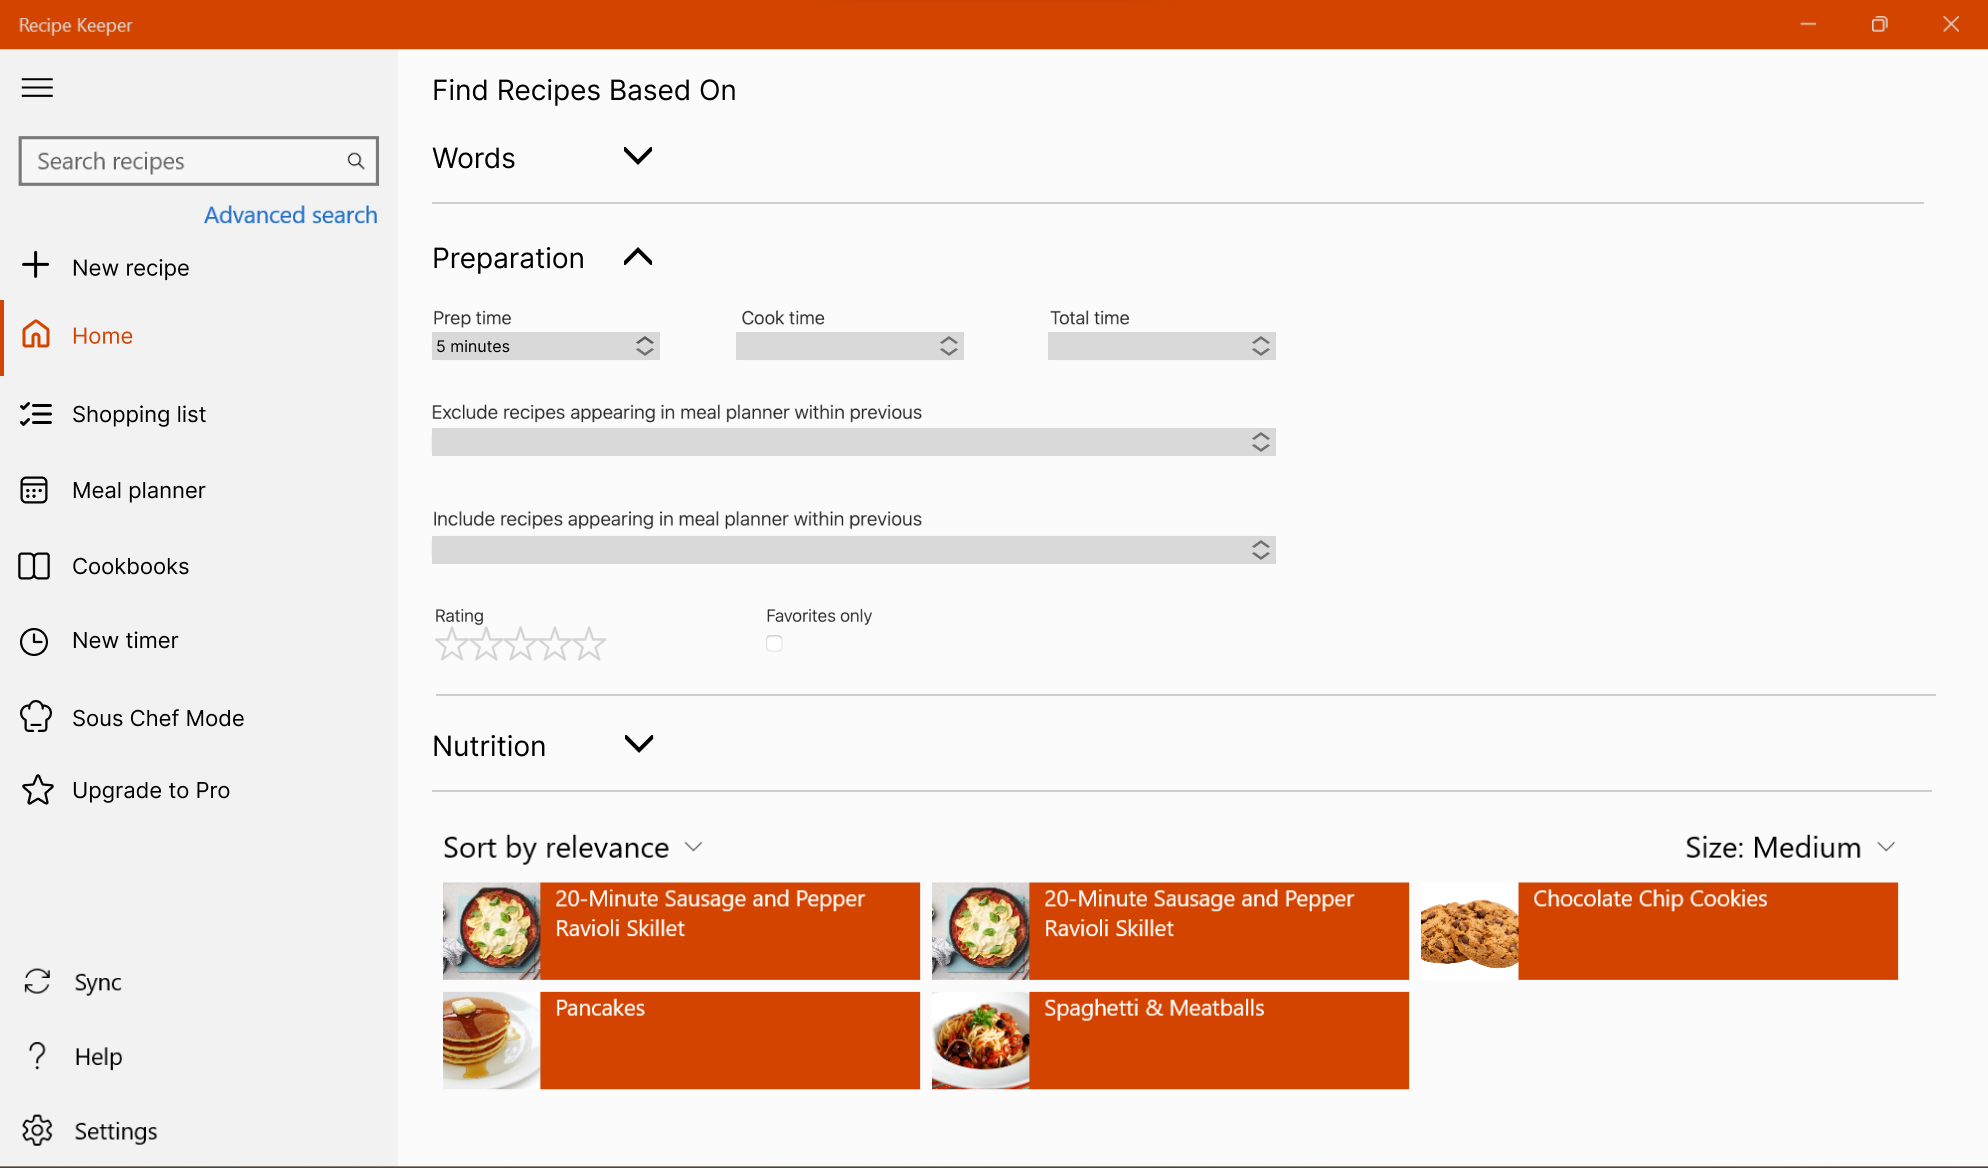 Recipe Keeper
Search recipes
Advanced search
New recipe
Home
Shopping list
Meal planner
Cookbooks
New timer
Sous Chef Mode
Upgrade to Pro
Sync
Help
Settings
Find Recipes Based On
Words
Preparation
Prep time
Cook time
Total time
5 minutes
Exclude recipes appearing in meal planner within previous
Include recipes appearing in meal planner within previous
Rating
Favorites only
Nutrition
Sort by relevance
Size: Medium
20-Minute Sausage and Pepper
Ravioli Skillet
20-Minute Sausage and Pepper
Ravioli Skillet
Chocolate Chip Cookies
Pancakes
Spaghetti & Meatballs